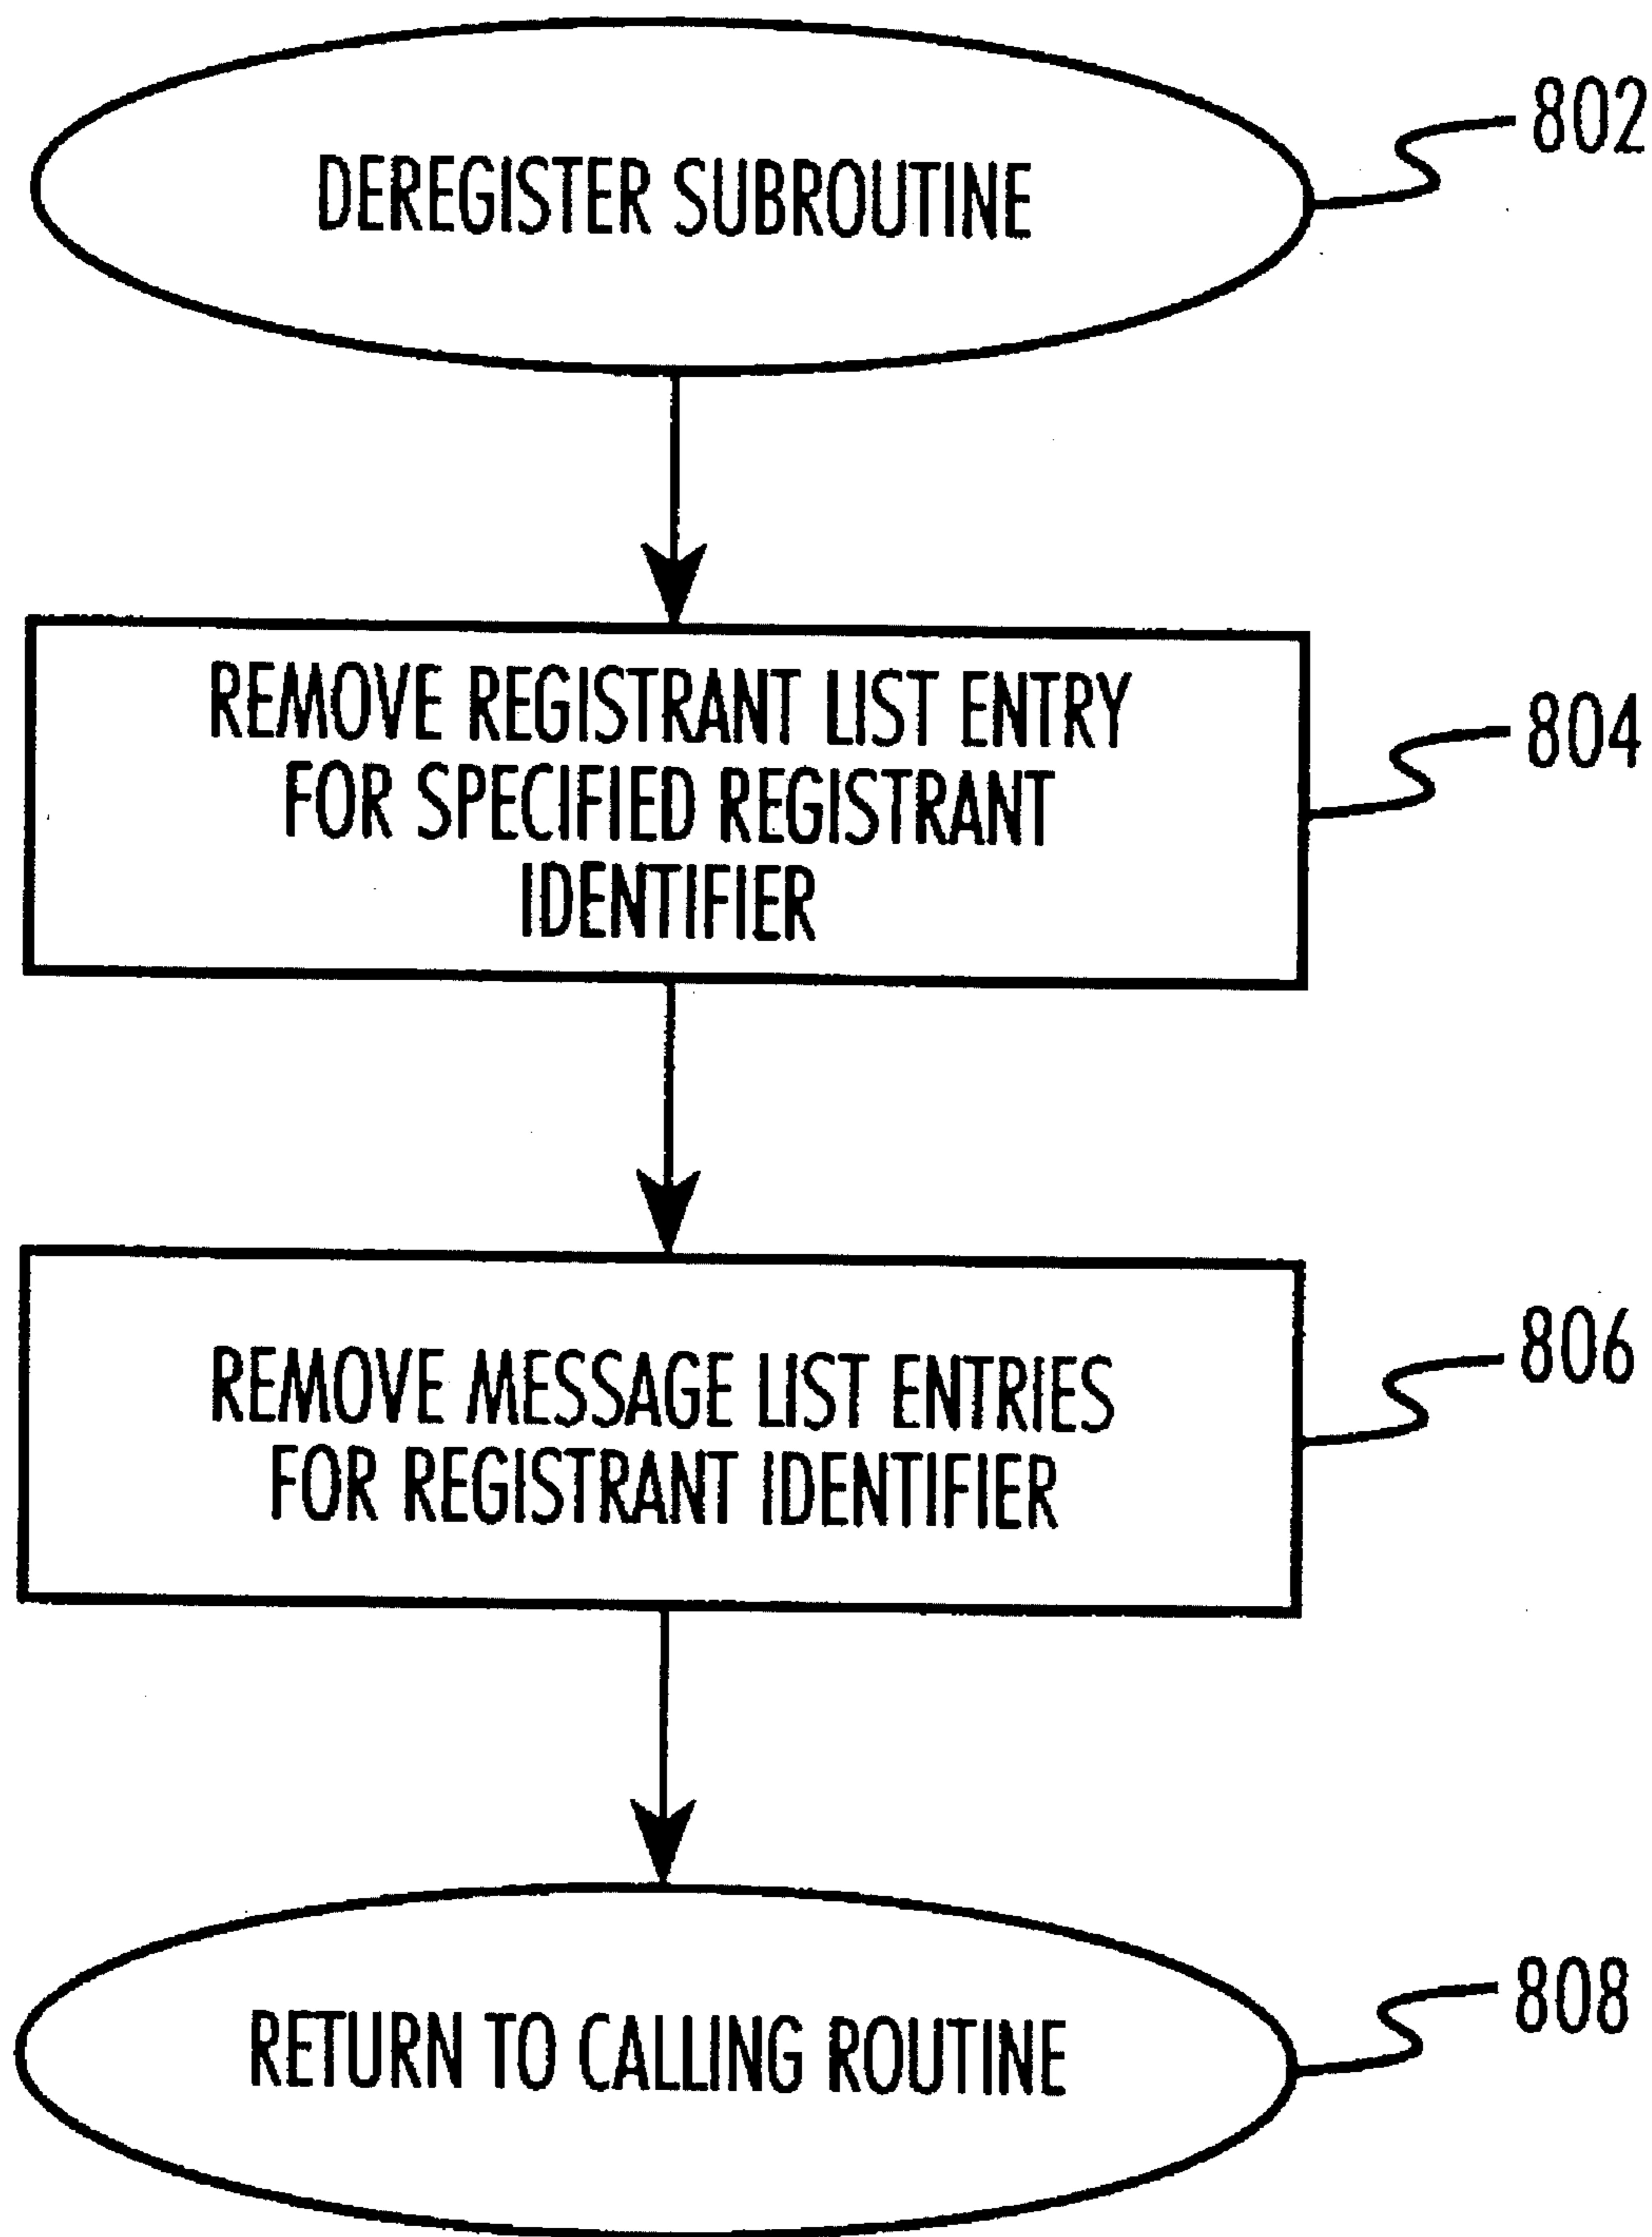 DEREGISTER SUBROUTINE
802
REMOVE REGISTRANT LIST ENTRY
FOR SPECIFIED REGISTRANT
IDENTIFIER
804
REMOVE MESSAGE LIST ENTRIES
FOR REGISTRANT IDENTIFIER
806
RETURN TO CALLING ROUTINE
808